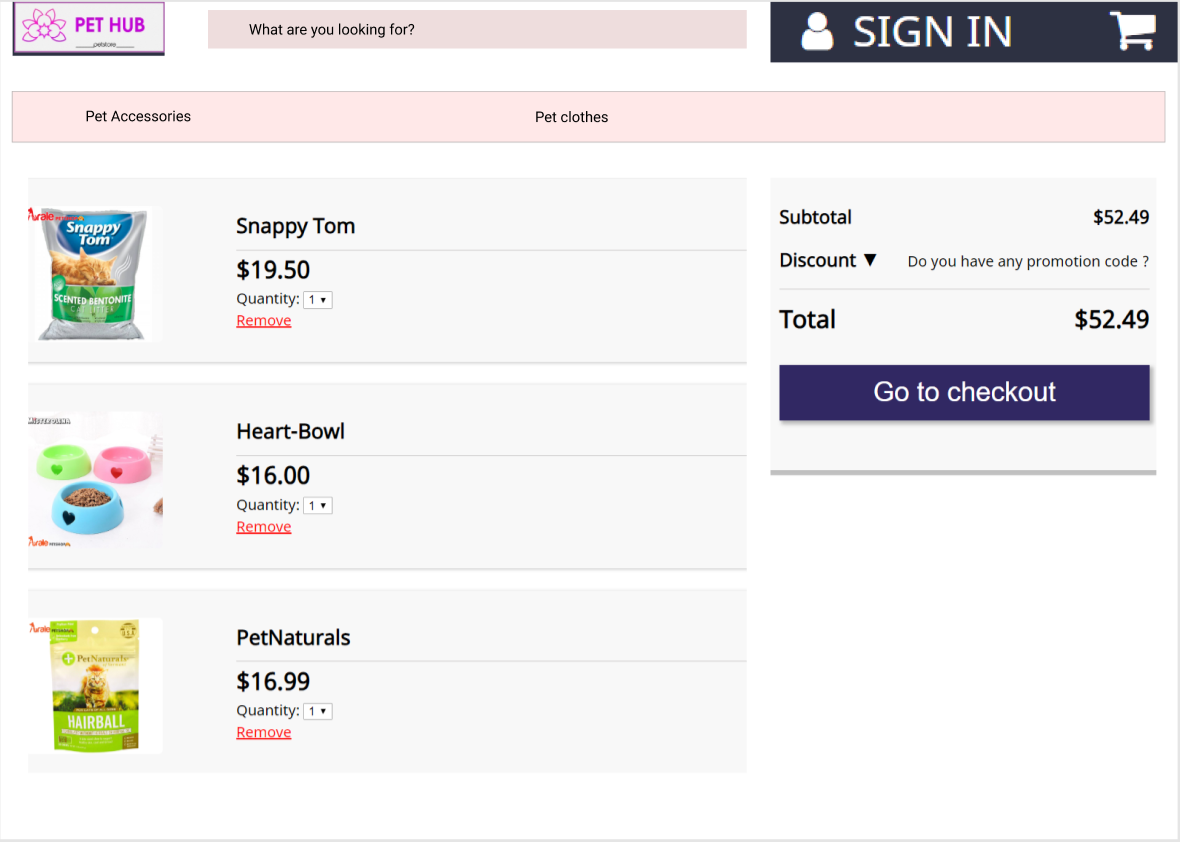 PET HUB
petstore
What are you looking for?
SIGN IN
Pet Accessories
Pet clothes
Snappy Tom
SCENTED BENTONITE
CAT LITTER
Snappy Tom
$19.50
Quantity: 1 ▼
Remove
Heart-Bowl
$16.00
Quantity: 1 ▼
Remove
PetNaturals
HAIRBALL
PetNaturals
$16.99
Quantity: 1 ▼
Remove
Subtotal $52.49
Discount ▼ Do you have any promotion code ?
Total $52.49
Go to checkout